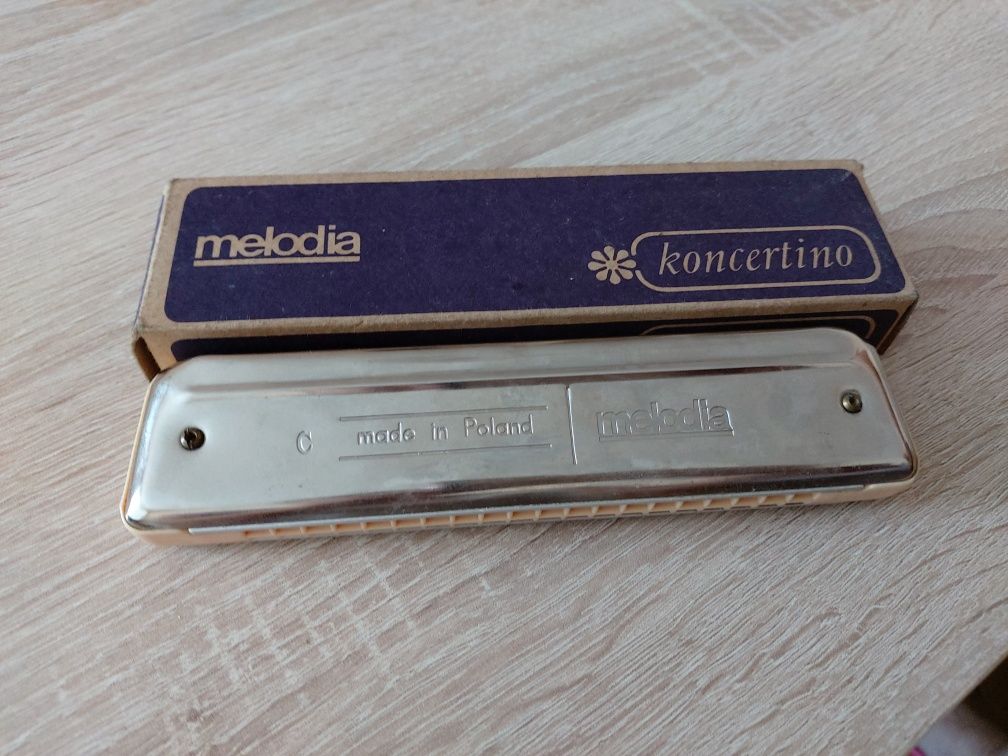 melodia
koncertino
C made in Poland melodia